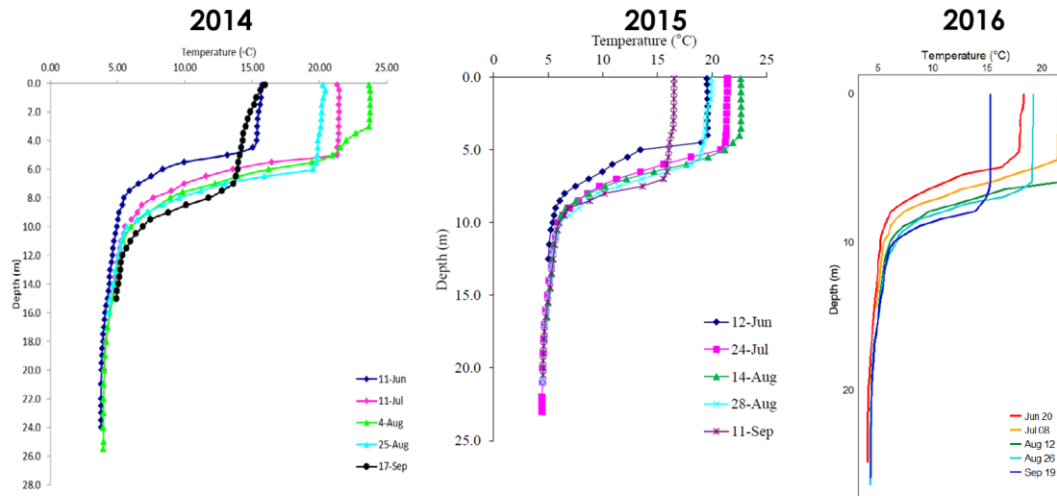 2014
Temperature (◦C)
0.00 5.00 10.00 15.00 20.00 25.00
0.0
2.0
4.0
6.0
8.0
10.0
12.0
14.0
16.0
18.0
20.0
22.0
24.0
26.0
28.0
Depth (m)
11-Jun
11-Jul
4-Aug
25-Aug
17-Sep
2015
Temperature (°C)
0 5 10 15 20 25
0.0
5.0
10.0
15.0
20.0
25.0
Depth (m)
12-Jun
24-Jul
14-Aug
28-Aug
11-Sep
2016
Temperature (°C)
5 10 15 20
0
10
20
Depth (m)
Jun 20
Jul 08
Aug 12
Aug 26
Sep 19